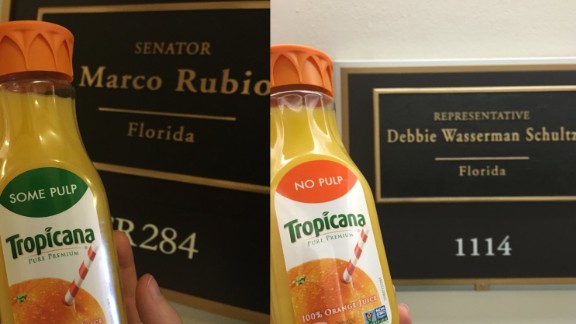 SENATOR
Marco Rubio
Florida
SR284
SOME PULP
Tropicana
PURE PREMIUM
REPRESENTATIVE
Debbie Wasserman Schultz
Florida
1114
NO PULP
Tropicana
PURE PREMIUM
100% ORANGE JUICE